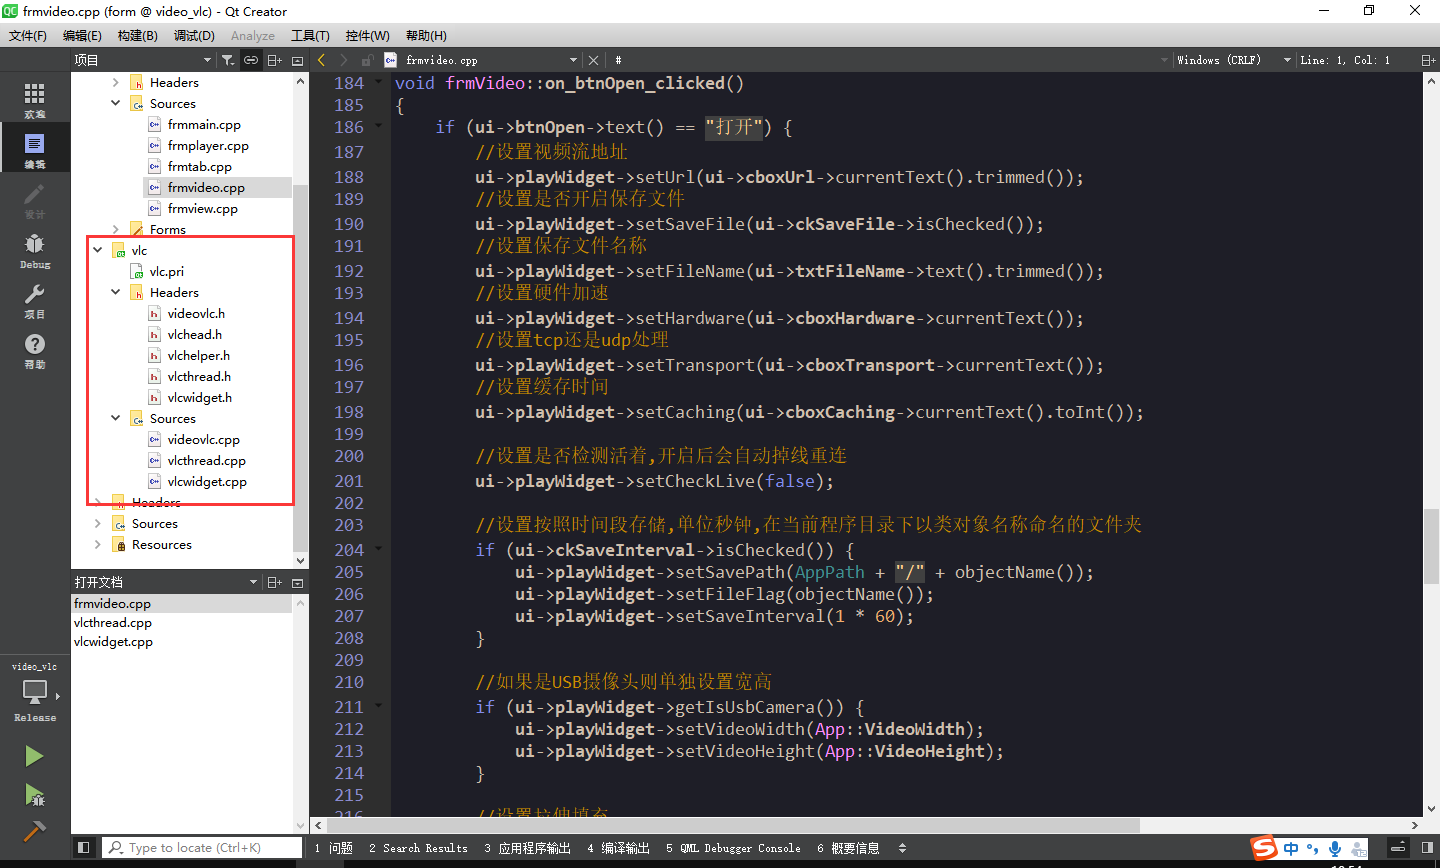 frmvideo.cpp (form @ video_vlc) - Qt Creator
文件(F) 编辑(E) 构建(B) 调试(D) Analyze 工具(T) 控件(W) 帮助(H)
项目
frmvideo.cpp
#
Windows (CRLF)
Line: 1, Col: 1
欢迎
编辑
设计
Debug
项目
帮助
video_vlc
Release
Headers
Sources
frmmain.cpp
frmplayer.cpp
frmtab.cpp
frmvideo.cpp
frmview.cpp
Forms
vlc
vlc.pri
Headers
videovlc.h
vlchead.h
vlchelper.h
vlcthread.h
vlcwidget.h
Sources
videovlc.cpp
vlcthread.cpp
vlcwidget.cpp
Headers
Sources
Resources
打开文档
frmvideo.cpp
vlcthread.cpp
vlcwidget.cpp
184 void frmVideo::on_btnOpen_clicked()
185 {
186 if (ui->btnOpen->text() == "打开") {
187 //设置视频流地址
188 ui->playWidget->setUrl(ui->cboxUrl->currentText().trimmed());
189 //设置是否开启保存文件
190 ui->playWidget->setSaveFile(ui->ckSaveFile->isChecked());
191 //设置保存文件名称
192 ui->playWidget->setFileName(ui->txtFileName->text().trimmed());
193 //设置硬件加速
194 ui->playWidget->setHardware(ui->cboxHardware->currentText());
195 //设置tcp还是udp处理
196 ui->playWidget->setTransport(ui->cboxTransport->currentText());
197 //设置缓存时间
198 ui->playWidget->setCaching(ui->cboxCaching->currentText().toInt());
199
200 //设置是否检测活着,开启后会自动掉线重连
201 ui->playWidget->setCheckLive(false);
202
203 //设置按照时间段存储,单位秒钟,在当前程序目录下以类对象名称命名的文件夹
204 if (ui->ckSaveInterval->isChecked()) {
205 ui->playWidget->setSavePath(AppPath + "/" + objectName());
206 ui->playWidget->setFileFlag(objectName());
207 ui->playWidget->setSaveInterval(1 * 60);
208 }
209
210 //如果是USB摄像头则单独设置宽高
211 if (ui->playWidget->getIsUsbCamera()) {
212 ui->playWidget->setVideoWidth(App::VideoWidth);
213 ui->playWidget->setVideoHeight(App::VideoHeight);
214 }
215
216 //设置拉伸填充
Type to locate (Ctrl+K)
1 问题 2 Search Results 3 应用程序输出 4 编译输出 5 QML Debugger Console 6 概要信息
中